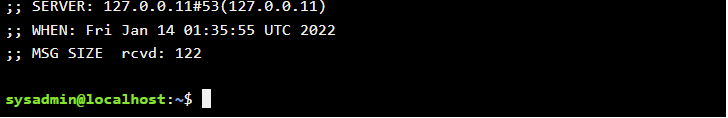 ;; SERVER: 127.0.0.11#53(127.0.0.11)
;; WHEN: Fri Jan 14 01:35:55 UTC 2022
;; MSG SIZE  rcvd: 122
sysadmin@localhost:~$